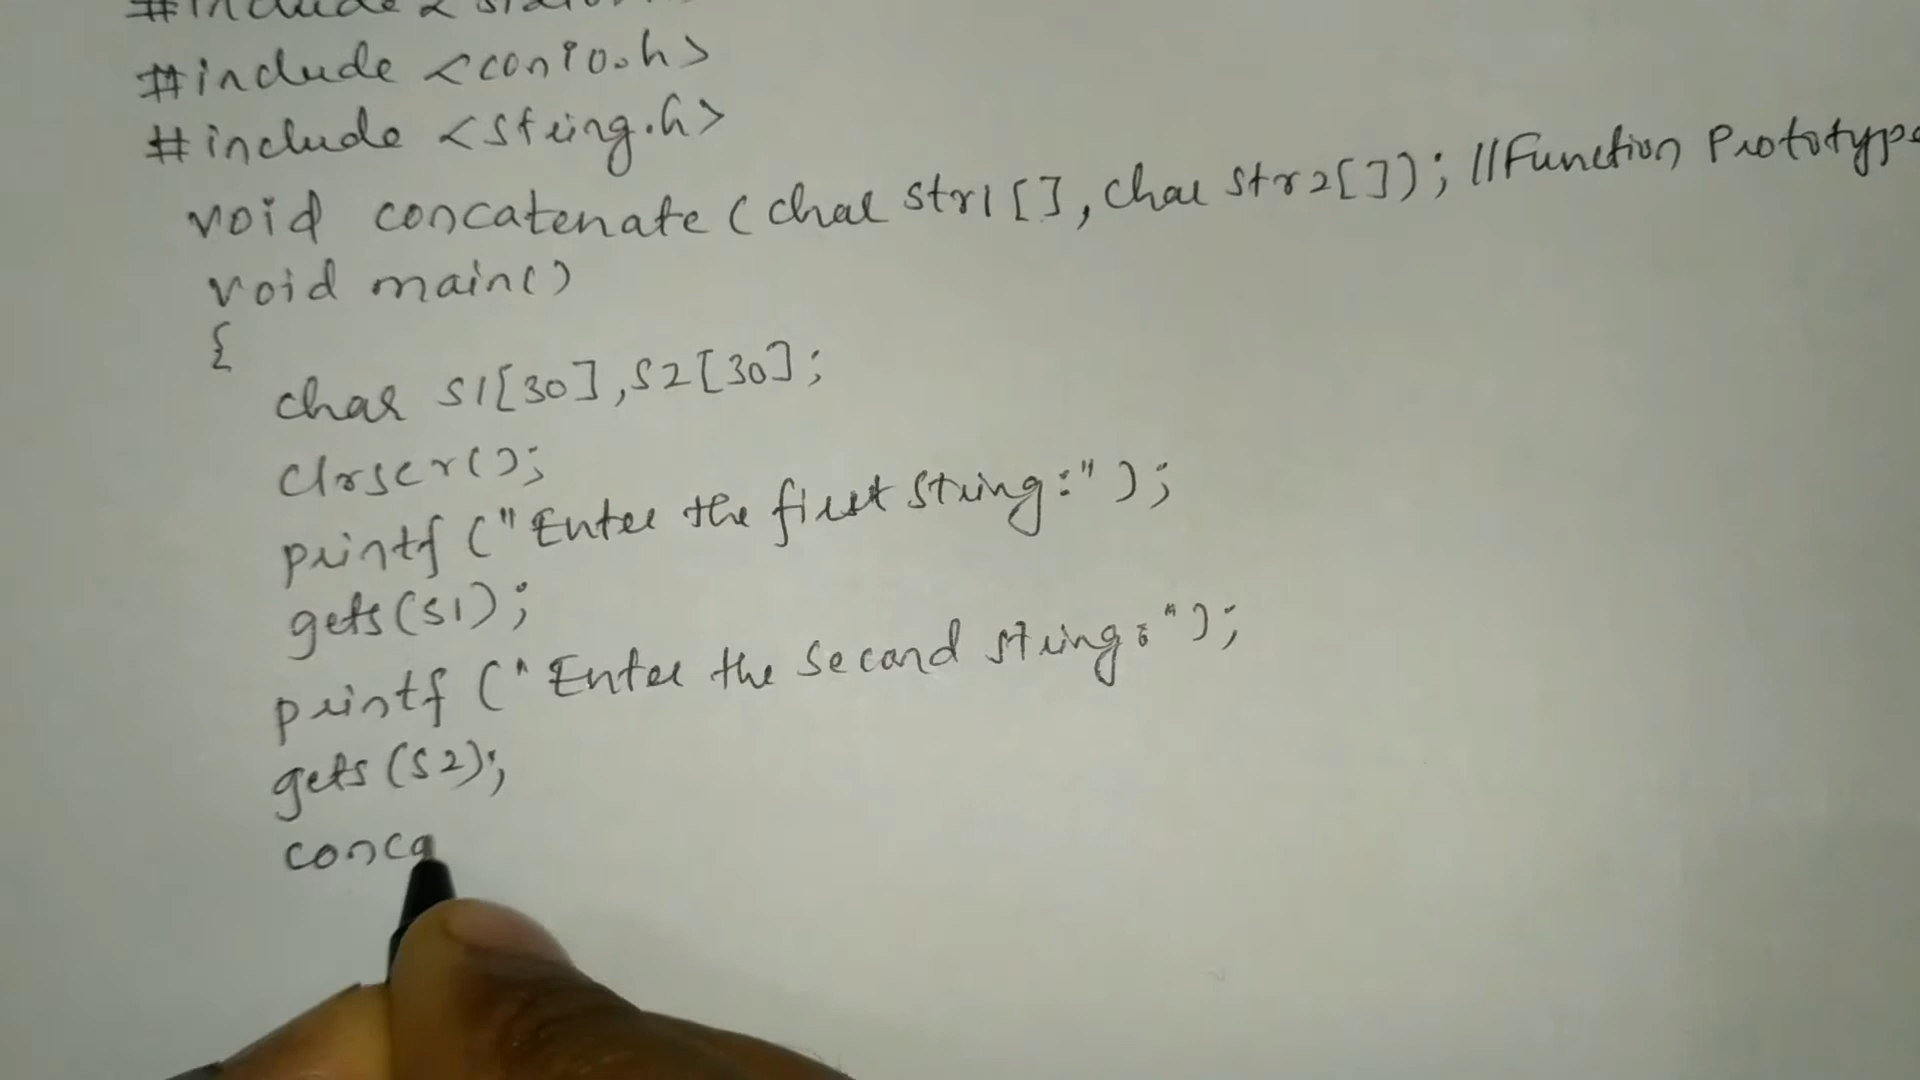 #include <
#include <conio.h>
#include <string.h>
void concatenate (char str1[], char str2[]); //Function Prototype
void main()
{
char s1[30],s2[30];
clrscr();
printf ("Enter the first string:");
gets(s1);
printf ("Enter the second string:");
gets(s2);
conca